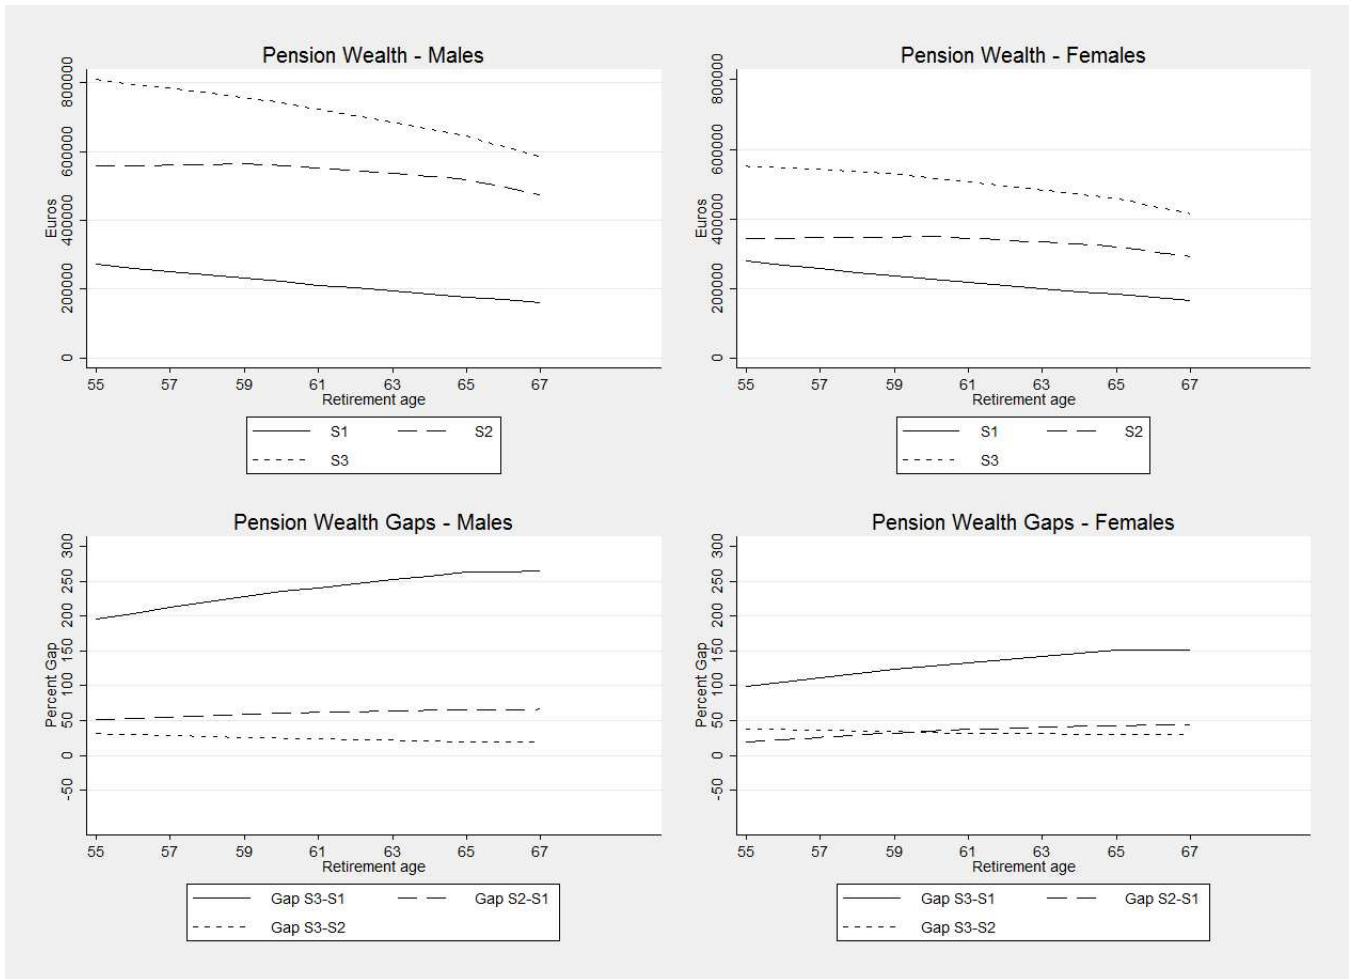 Pension Wealth - Males
Euros
800000
600000
400000
200000
0
55 57 59 61 63 65 67
Retirement age
S1 S2
S3
Pension Wealth - Females
Euros
800000
600000
400000
200000
0
55 57 59 61 63 65 67
Retirement age
S1 S2
S3
Pension Wealth Gaps - Males
Percent Gap
300
250
200
150
100
50
0
-50
55 57 59 61 63 65 67
Retirement age
Gap S3-S1 Gap S2-S1
Gap S3-S2
Pension Wealth Gaps - Females
Percent Gap
300
250
200
150
100
50
0
-50
55 57 59 61 63 65 67
Retirement age
Gap S3-S1 Gap S2-S1
Gap S3-S2